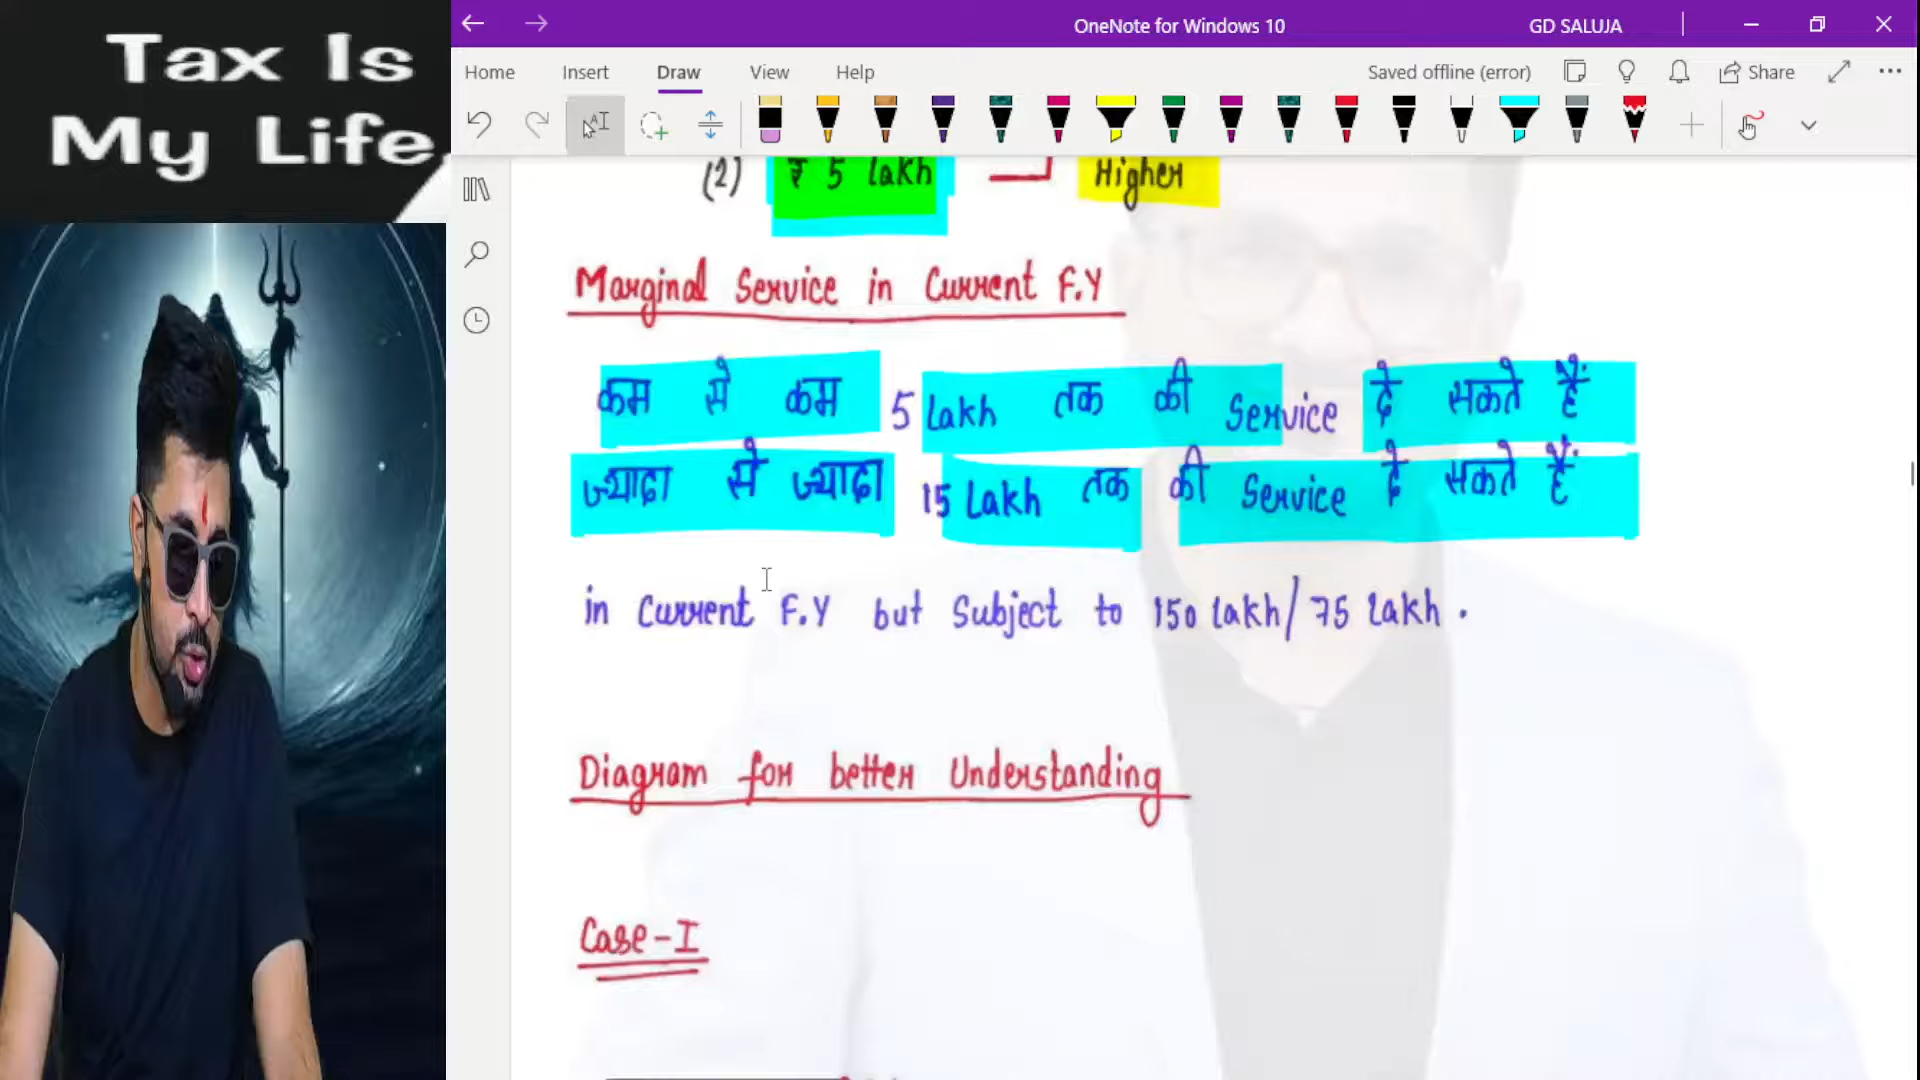 Tax Is
My Life.
OneNote for Windows 10
GD SALUJA
Home Insert Draw View Help
Saved offline (error) Share
(2) ₹ 5 lakh Higher
Marginal Service in Current F.Y
कम से कम 5 Lakh तक की Service दे सकते हैं
ज्यादा से ज्यादा 15 Lakh तक की Service दे सकते हैं
in Current F.Y but Subject to 150 lakh/ 75 lakh.
Diagram for better Understanding
Case-I